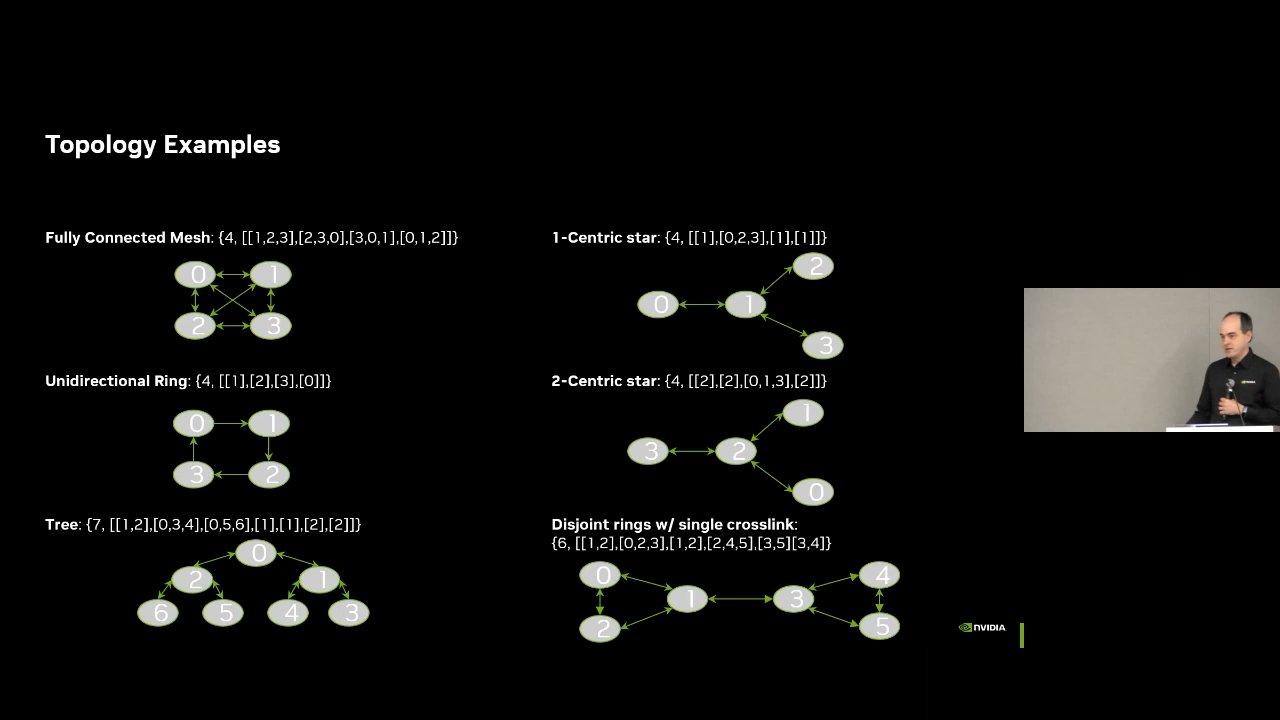 Topology Examples
Fully Connected Mesh: {4, [[1,2,3],[2,3,0],[3,0,1],[0,1,2]]}
0 1
2 3
Unidirectional Ring: {4, [[1],[2],[3],[0]]}
0 1
3 2
Tree: {7, [[1,2],[0,3,4],[0,5,6],[1],[1],[2],[2]]}
0
2 1
6 5 4 3
1-Centric star: {4, [[1],[0,2,3],[1],[1]]}
2
0 1
3
2-Centric star: {4, [[2],[2],[0,1,3],[2]]}
1
3 2
0
Disjoint rings w/ single crosslink:
{6, [[1,2],[0,2,3],[1,2],[2,4,5],[3,5][3,4]]}
0 4
1 3
2 5
NVIDIA